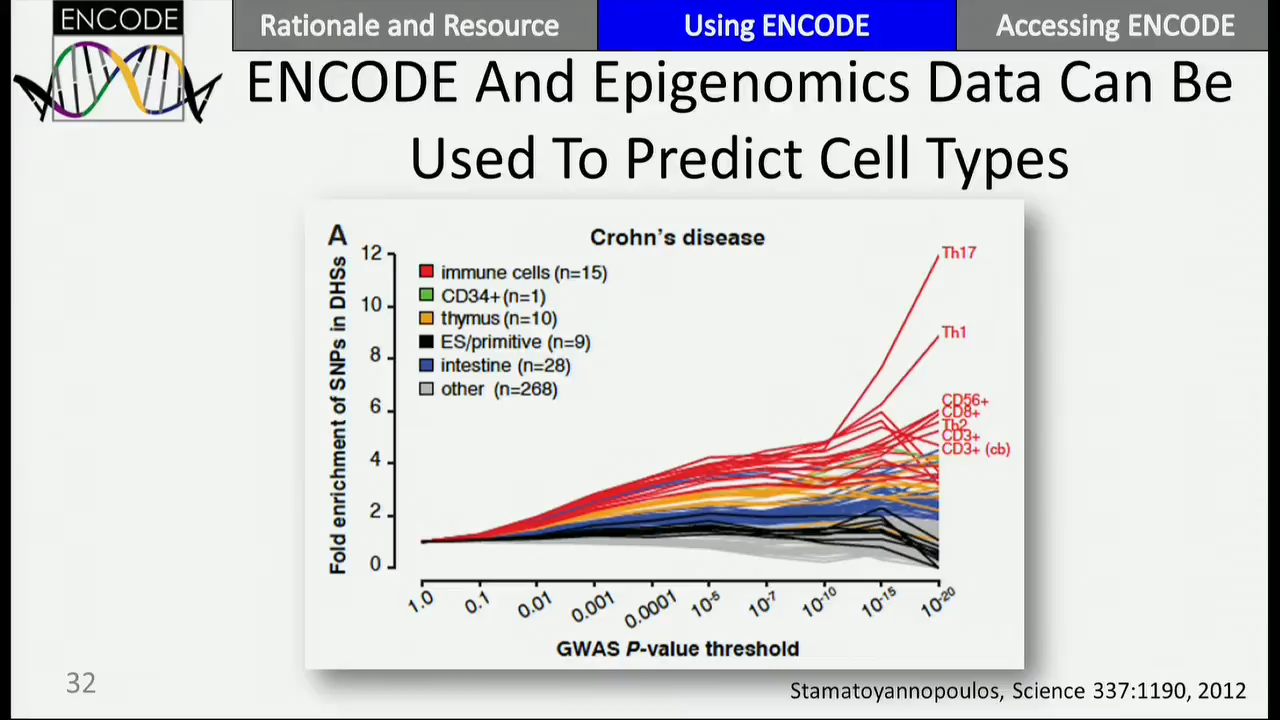 ENCODE
Rationale and Resource
Using ENCODE
Accessing ENCODE
ENCODE And Epigenomics Data Can Be
Used To Predict Cell Types
A
Crohn's disease
Fold enrichment of SNPs in DHSs
12
10
8
6
4
2
0
immune cells (n=15)
CD34+ (n=1)
thymus (n=10)
ES/primitive (n=9)
intestine (n=28)
other (n=268)
Th17
Th1
CD56+
CD8+
Th2
CD3+
CD3+ (cb)
1.0
0.1
0.01
0.001
0.0001
10-5
10-7
10-10
10-15
10-20
GWAS P-value threshold
32
Stamatoyannopoulos, Science 337:1190, 2012